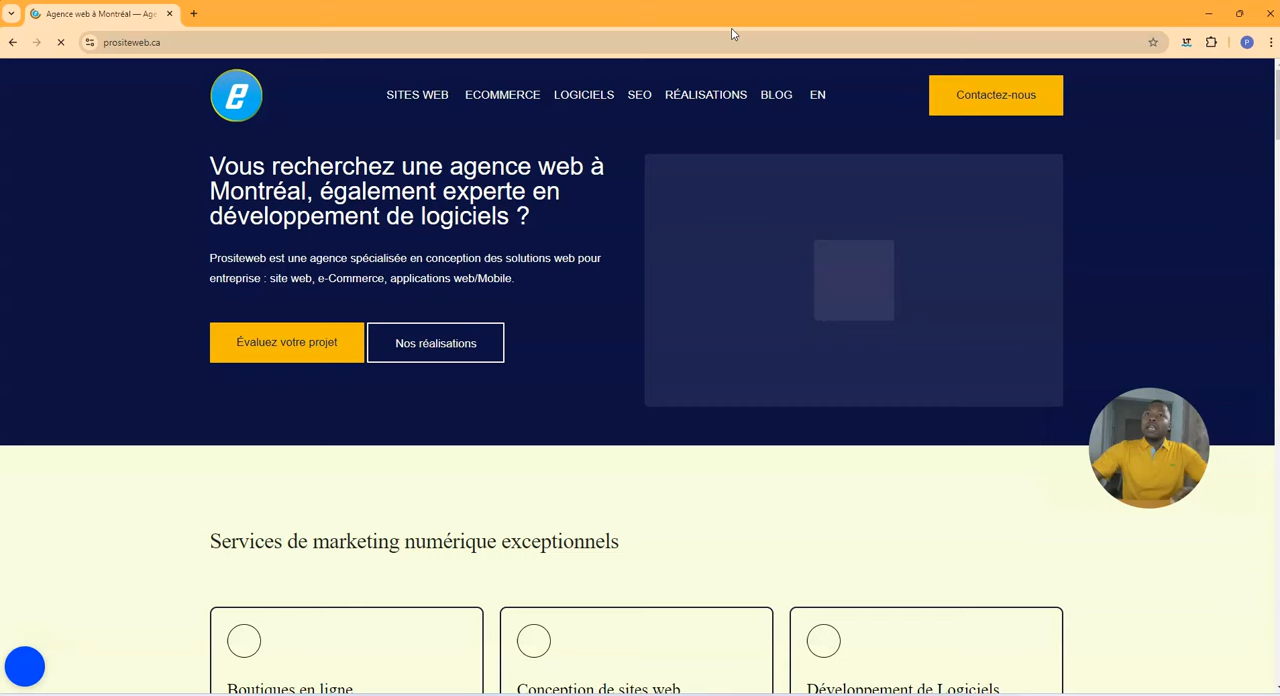 Agence web à Montréal — Age
prositeweb.ca
P
e
SITES WEB ECOMMERCE LOGICIELS SEO RÉALISATIONS BLOG EN
Contactez-nous
Vous recherchez une agence web à
Montréal, également experte en
développement de logiciels ?
Prositeweb est une agence spécialisée en conception des solutions web pour
entreprise : site web, e-Commerce, applications web/Mobile.
Évaluez votre projet
Nos réalisations
Services de marketing numérique exceptionnels
Boutiques en ligne
Conception de sites web
Développement de Logiciels